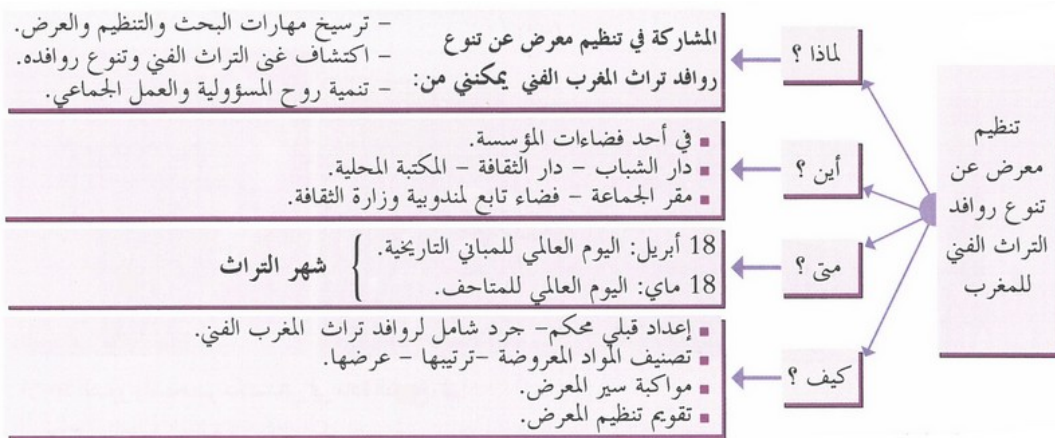 تنظيم
معرض عن
تنوع روافد
التراث الفني
للمغرب
لماذا ؟
المشاركة في تنظيم معرض عن تنوع
روافد تراث المغرب الفني يمكنني من:
– ترسيخ مهارات البحث والتنظيم والعرض.
– اكتشاف غنى التراث الفني وتنوع روافده.
– تنمية روح المسؤولية والعمل الجماعي.
أين ؟
■ في أحد فضاءات المؤسسة.
■ دار الشباب – دار الثقافة – المكتبة المحلية.
■ مقر الجماعة – فضاء تابع لمندوبية وزارة الثقافة.
متى ؟
18 أبريل: اليوم العالمي للمباني التاريخية.
18 ماي: اليوم العالمي للمتاحف.
شهر التراث
كيف ؟
■ إعداد قبلي محكم– جرد شامل لروافد تراث المغرب الفني.
■ تصنيف المواد المعروضة –ترتيبها – عرضها.
■ مواكبة سير المعرض.
■ تقويم تنظيم المعرض.